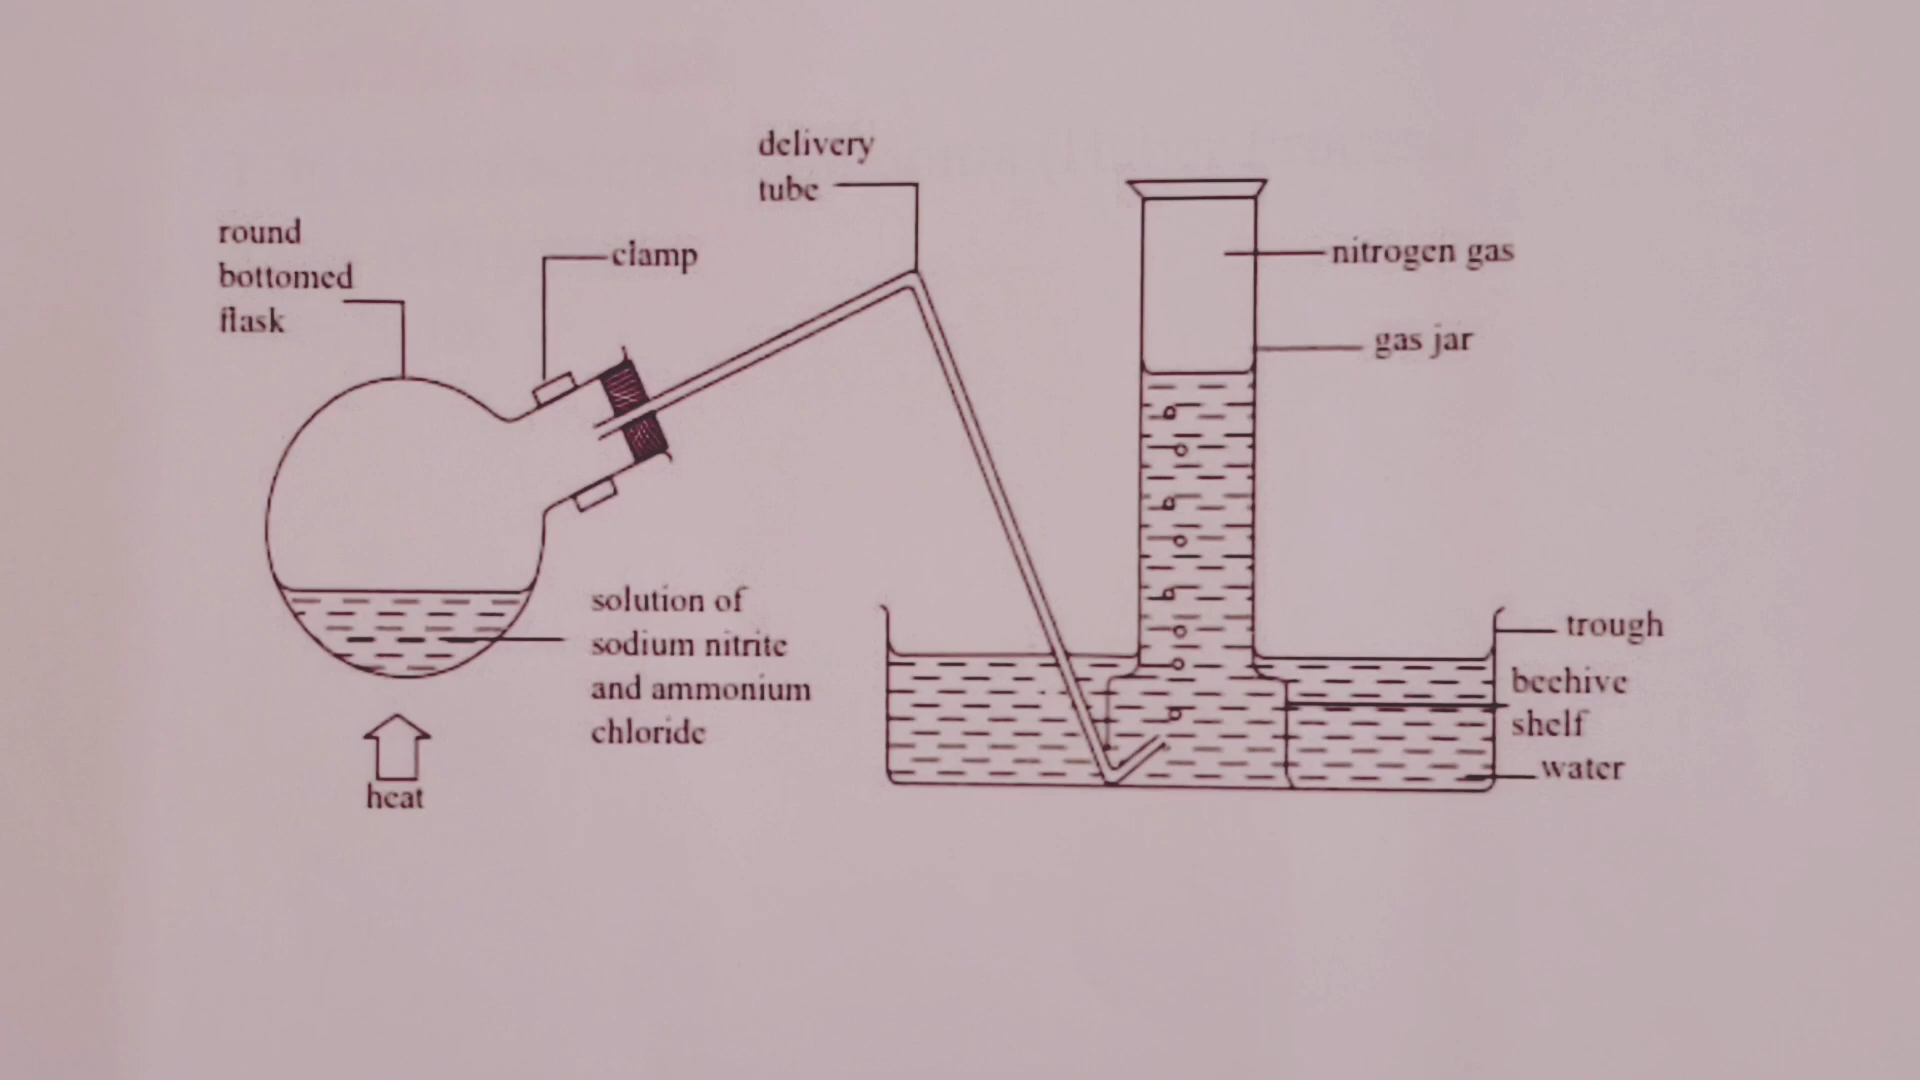 delivery
tube
round
bottomed
flask
clamp
nitrogen gas
gas jar
solution of
sodium nitrite
and ammonium
chloride
heat
trough
beehive
shelf
water